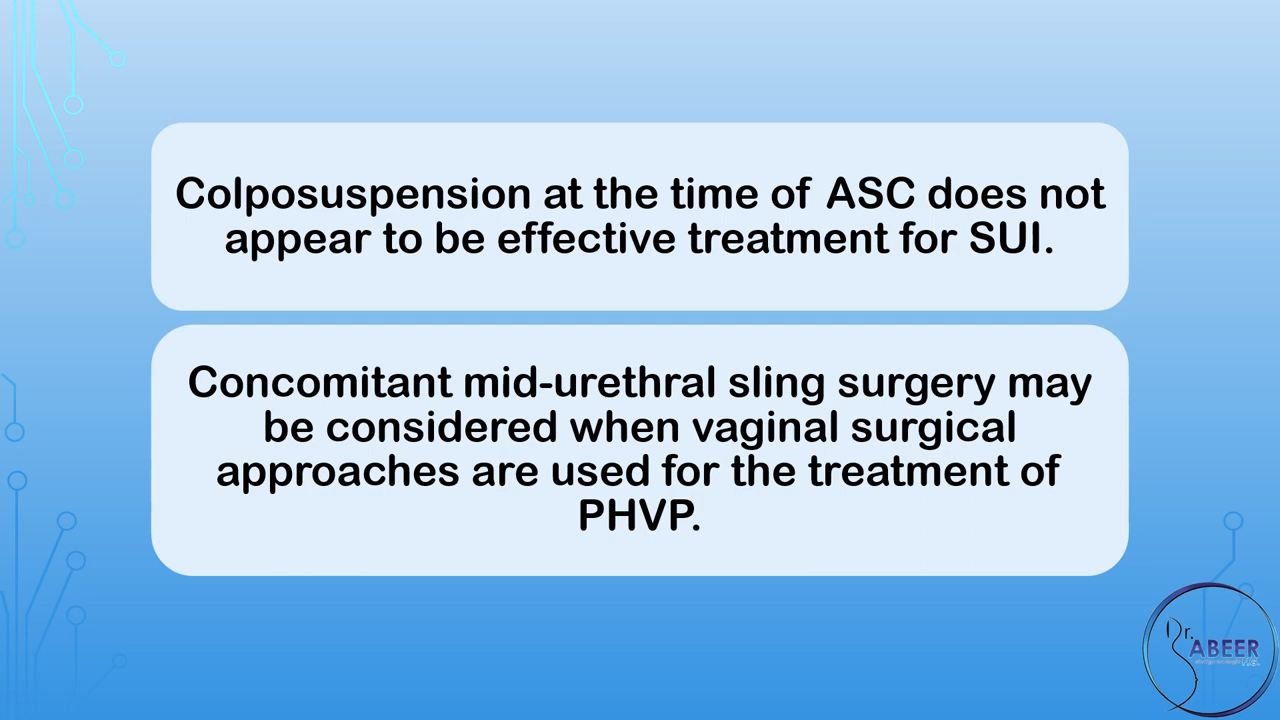 Colposuspension at the time of ASC does not
appear to be effective treatment for SUI.
Concomitant mid-urethral sling surgery may
be considered when vaginal surgical
approaches are used for the treatment of
PHVP.
Dr.
ABEER